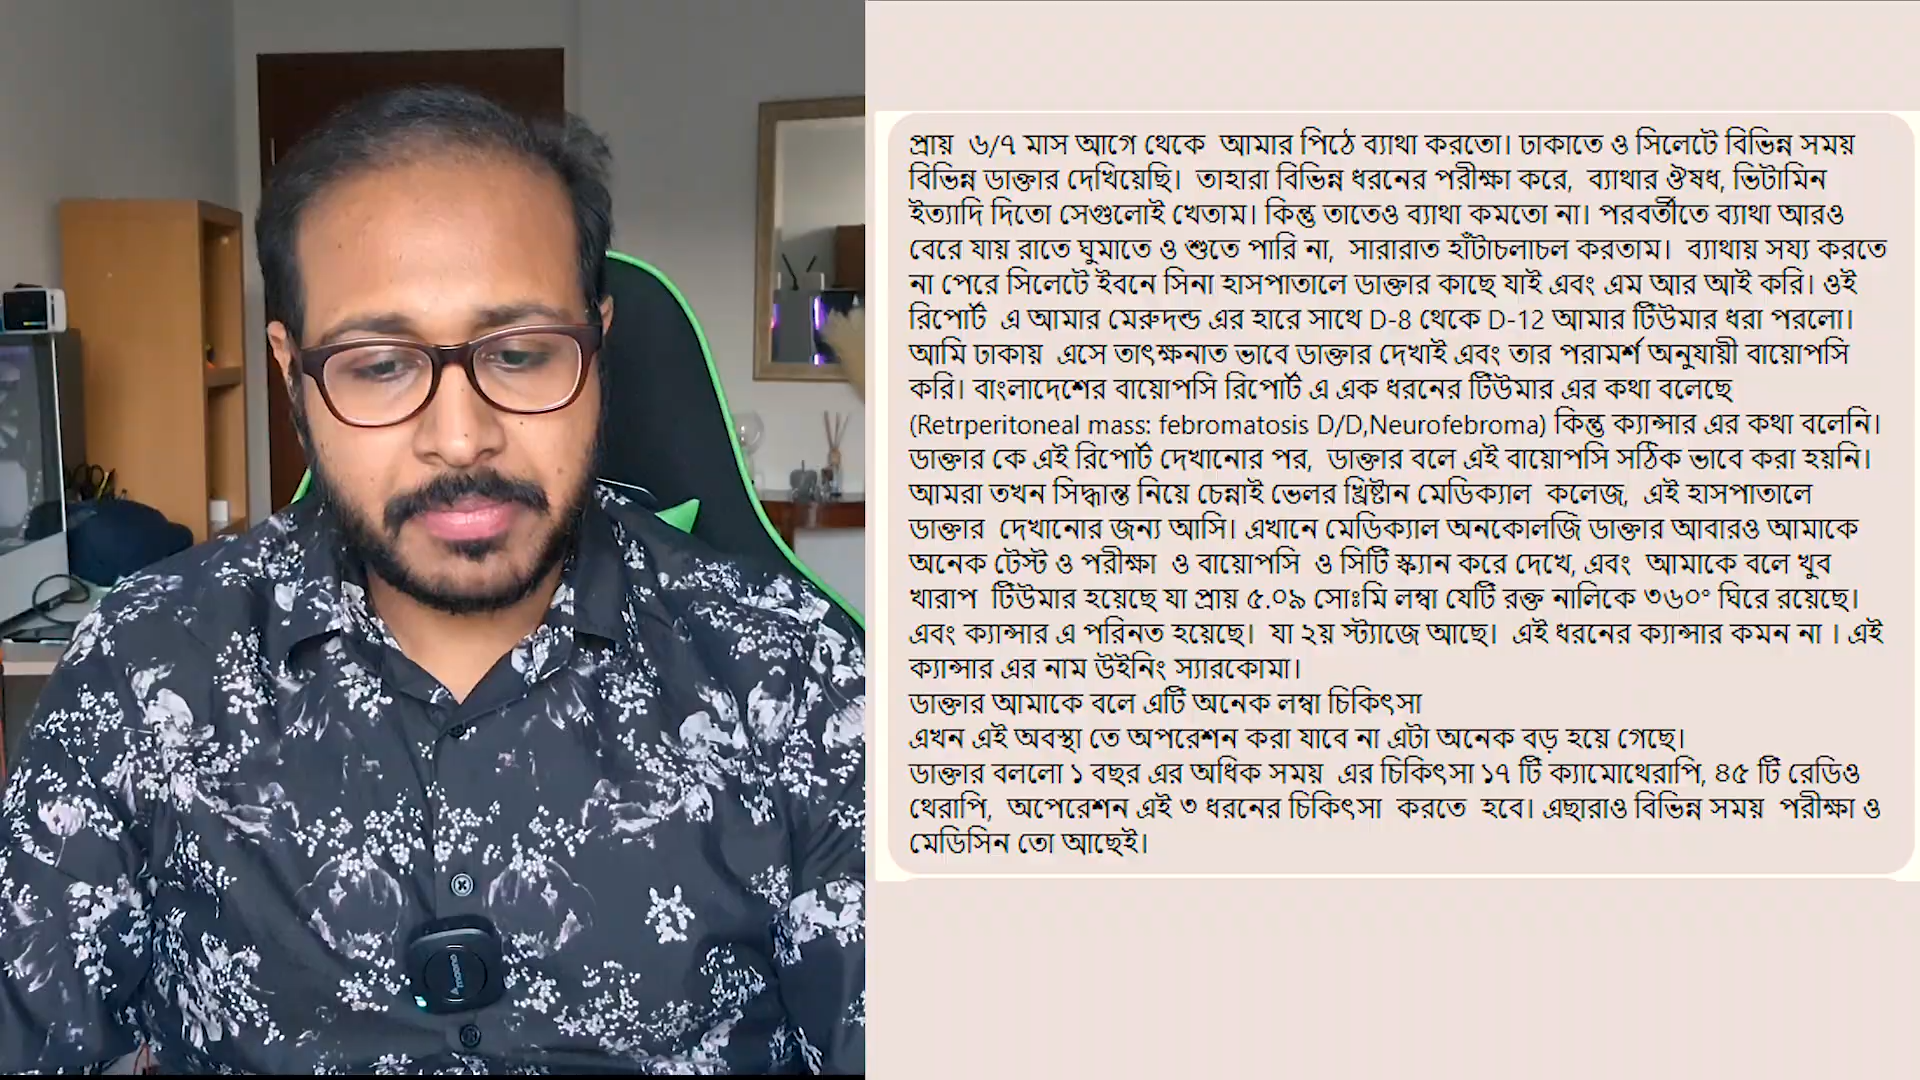 প্রায় ৬/৭ মাস আগে থেকে আমার পিঠে ব্যাথা করতো। ঢাকাতে ও সিলেটে বিভিন্ন সময়
বিভিন্ন ডাক্তার দেখিয়েছি। তাহারা বিভিন্ন ধরনের পরীক্ষা করে, ব্যাথার ঔষধ, ভিটামিন
ইত্যাদি দিতো সেগুলোই খেতাম। কিন্তু তাতেও ব্যাথা কমতো না। পরবর্তীতে ব্যাথা আরও
বেরে যায় রাতে ঘুমাতে ও শুতে পারি না, সারারাত হাঁটাচলাচল করতাম। ব্যাথায় সয্য করতে
না পেরে সিলেটে ইবনে সিনা হাসপাতালে ডাক্তার কাছে যাই এবং এম আর আই করি। ওই
রিপোর্ট এ আমার মেরুদন্ড এর হারে সাথে D-8 থেকে D-12 আমার টিউমার ধরা পরলো।
আমি ঢাকায় এসে তাৎক্ষনাত ভাবে ডাক্তার দেখাই এবং তার পরামর্শ অনুযায়ী বায়োপসি
করি। বাংলাদেশের বায়োপসি রিপোর্ট এ এক ধরনের টিউমার এর কথা বলেছে
(Retrperitoneal mass: febromatosis D/D,Neurofebroma) কিন্তু ক্যান্সার এর কথা বলেনি।
ডাক্তার কে এই রিপোর্ট দেখানোর পর, ডাক্তার বলে এই বায়োপসি সঠিক ভাবে করা হয়নি।
আমরা তখন সিদ্ধান্ত নিয়ে চেন্নাই ভেলর খ্রিষ্টান মেডিক্যাল কলেজ, এই হাসপাতালে
ডাক্তার দেখানোর জন্য আসি। এখানে মেডিক্যাল অনকোলজি ডাক্তার আবারও আমাকে
অনেক টেস্ট ও পরীক্ষা ও বায়োপসি ও সিটি স্ক্যান করে দেখে, এবং আমাকে বলে খুব
খারাপ টিউমার হয়েছে যা প্রায় ৫.০৯ সোঃমি লম্বা যেটি রক্ত নালিকে ৩৬০° ঘিরে রয়েছে।
এবং ক্যান্সার এ পরিনত হয়েছে। যা ২য় স্ট্যাজে আছে। এই ধরনের ক্যান্সার কমন না । এই
ক্যান্সার এর নাম উইনিং স্যারকোমা।
ডাক্তার আমাকে বলে এটি অনেক লম্বা চিকিৎসা
এখন এই অবস্থা তে অপরেশন করা যাবে না এটা অনেক বড় হয়ে গেছে।
ডাক্তার বললো ১ বছর এর অধিক সময় এর চিকিৎসা ১৭ টি ক্যামোথেরাপি, ৪৫ টি রেডিও
থেরাপি, অপেরেশন এই ৩ ধরনের চিকিৎসা করতে হবে। এছারাও বিভিন্ন সময় পরীক্ষা ও
মেডিসিন তো আছেই।
maono